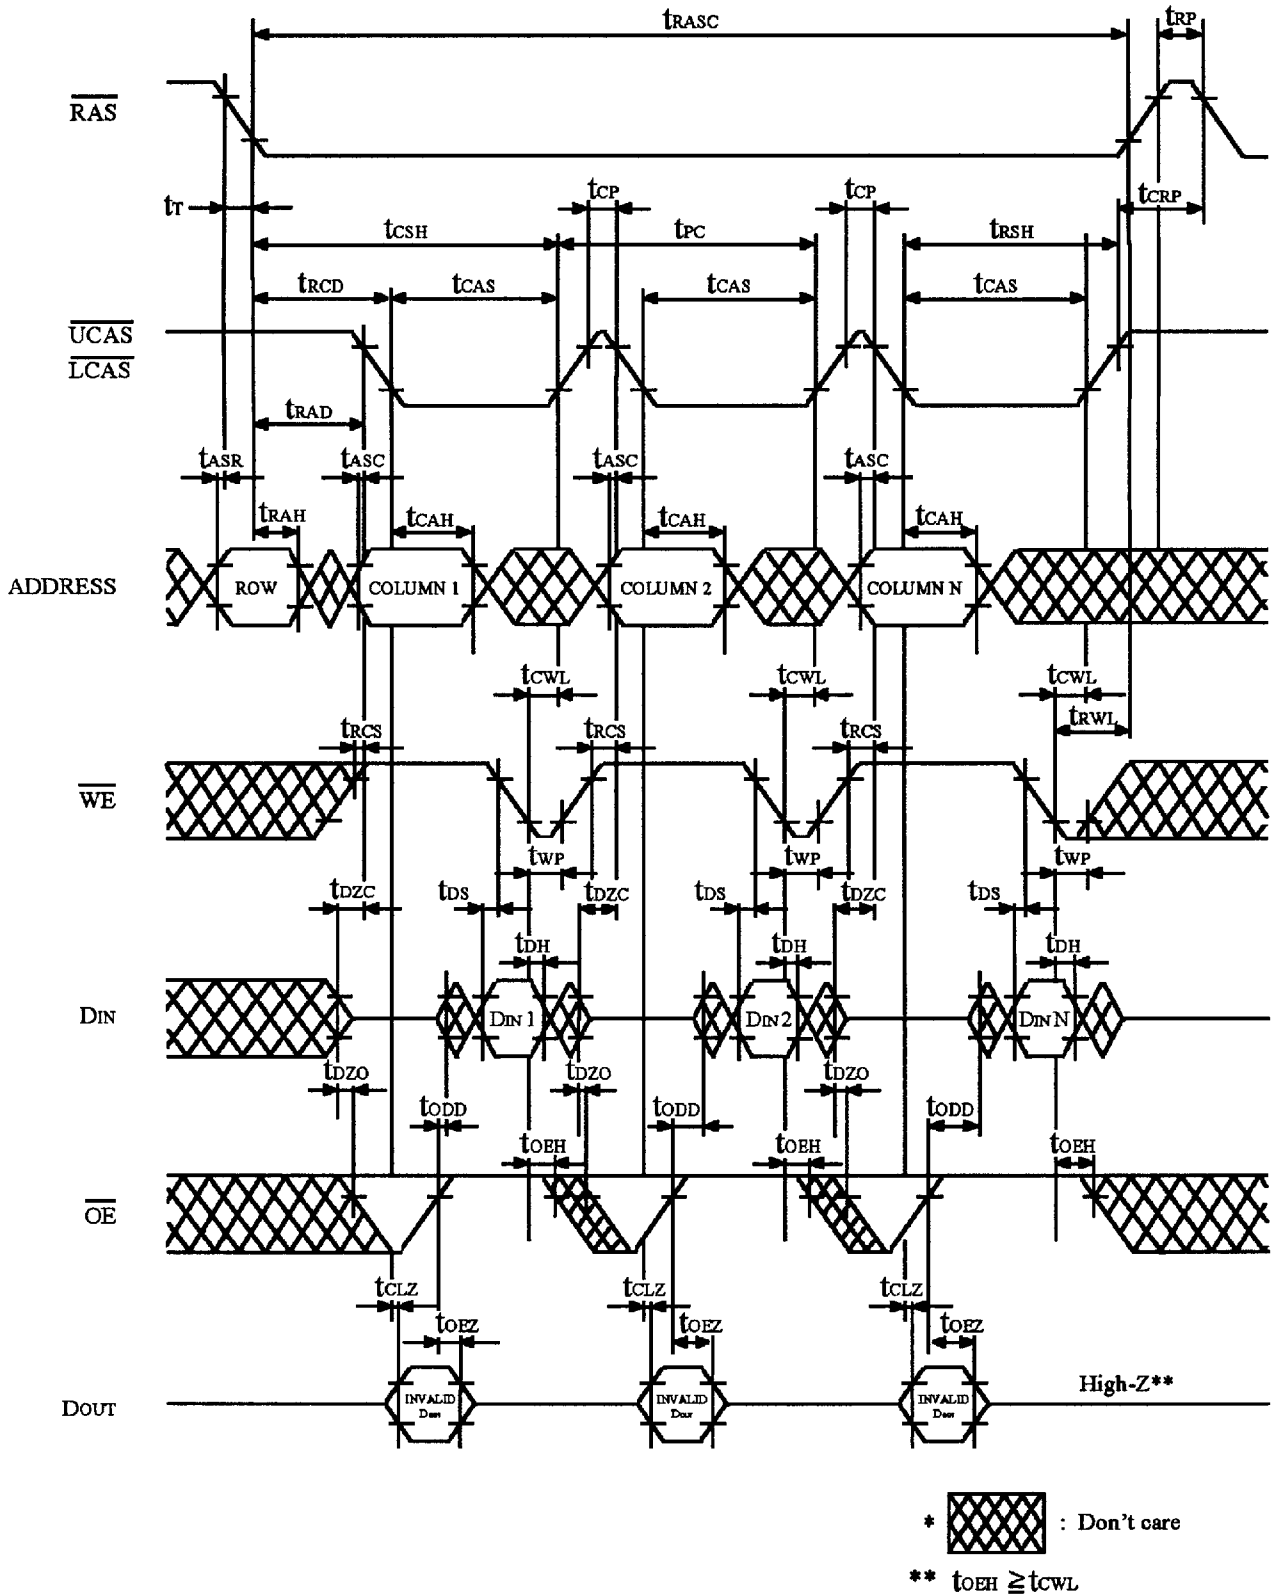 tRASC tRP
RAS
tT tCP tCP tCRP
tCSH tPC tRSH
tRCD tCAS tCAS tCAS
UCAS
LCAS
tRAD
tASR tASC tASC tASC
tRAH tCAH tCAH tCAH
ADDRESS ROW COLUMN 1 COLUMN 2 COLUMN N
tCWL tCWL tCWL
tRCS tRCS tRCS tRWL
WE
tWP tWP tWP
tDZC tDS tDZC tDS tDZC tDS
tDH tDH tDH
DIN DIN 1 DIN 2 DIN N
tDZO tDZO tDZO
tODD tODD tODD
tOEH tOEH tOEH
OE
tCLZ tCLZ tCLZ
tOEZ tOEZ tOEZ
DOUT INVALID DOUT INVALID DOUT INVALID DOUT High-Z**
* : Don't care
** tOEH ≧ tCWL